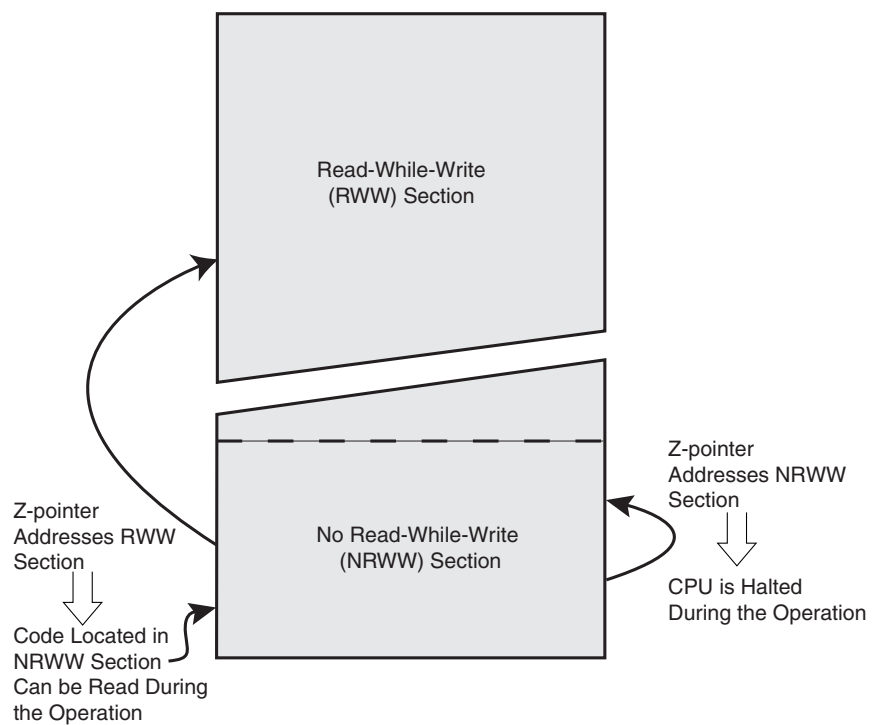 Read-While-Write
(RWW) Section
Z-pointer
Addresses NRWW
Section
Z-pointer
Addresses RWW
Section
No Read-While-Write
(NRWW) Section
CPU is Halted
During the Operation
Code Located in
NRWW Section
Can be Read During
the Operation